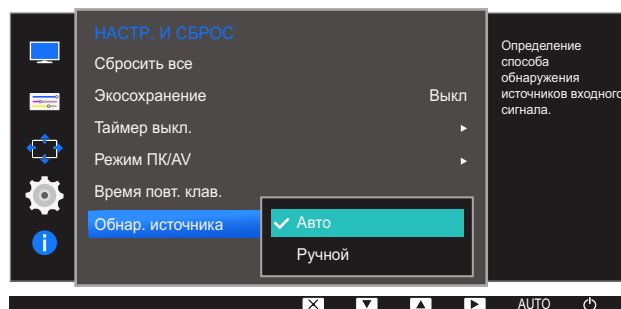 НАСТР. И СБРОС
Сбросить все
Экосохранение Выкл
Таймер выкл.
Режим ПК/AV
Время повт. клав.
Обнар. источника
Авто
Ручной
Определение
способа
обнаружения
источников входного
сигнала.
AUTO